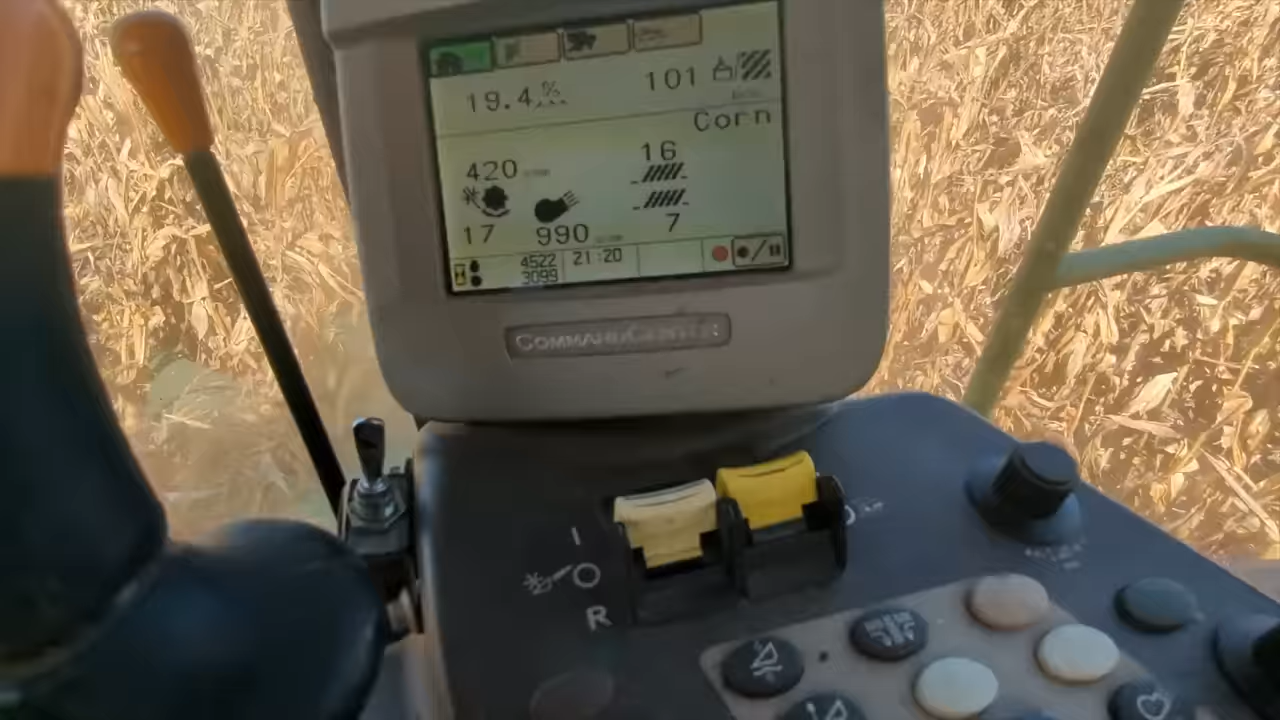 19.4%
101
Corn
420
16
17
990
7
4522
3099
21:20
COMMANDCENTER
I
O
R